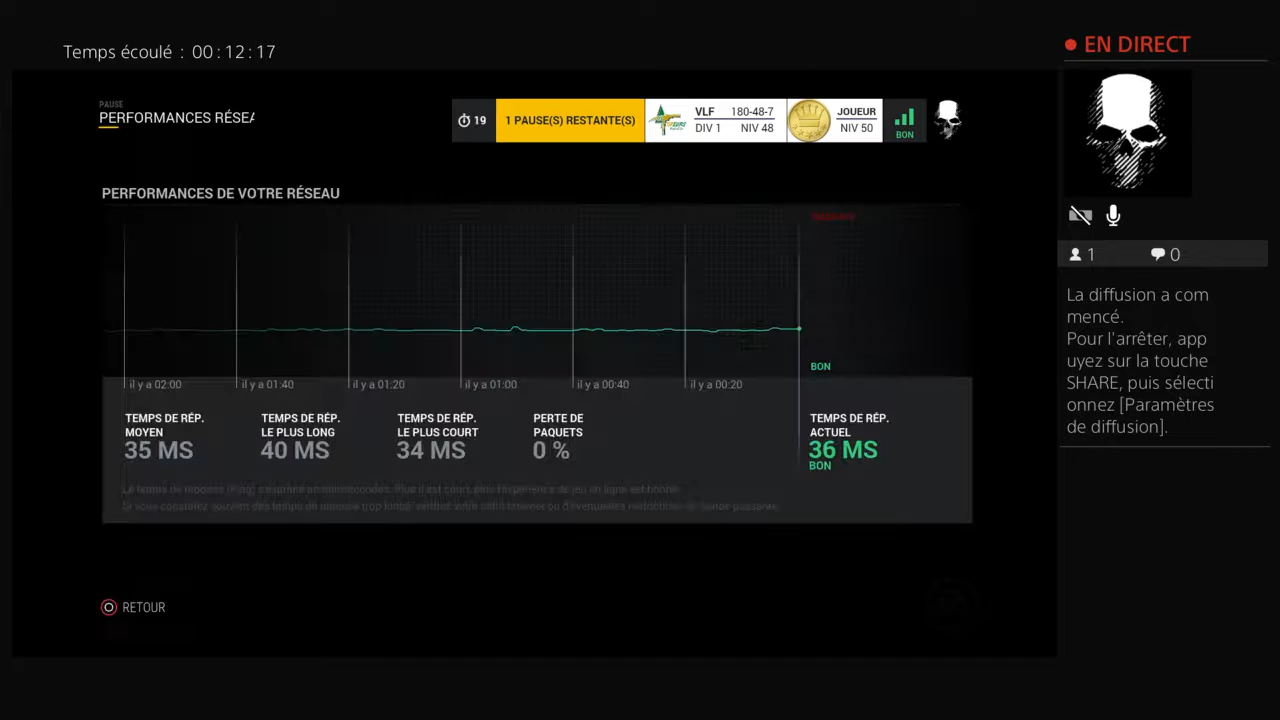 Temps écoulé : 00:12:17
EN DIRECT
PAUSE
PERFORMANCES RÉSEA
19
1 PAUSE(S) RESTANTE(S)
VLF 180-48-7
DIV 1 NIV 48
JOUEUR
NIV 50
BON
1 0
PERFORMANCES DE VOTRE RÉSEAU
BON
il y a 02:00 il y a 01:40 il y a 01:20 il y a 01:00 il y a 00:40 il y a 00:20
TEMPS DE RÉP.
MOYEN
35 MS
TEMPS DE RÉP.
LE PLUS LONG
40 MS
TEMPS DE RÉP.
LE PLUS COURT
34 MS
PERTE DE
PAQUETS
0 %
TEMPS DE RÉP.
ACTUEL
36 MS
BON
RETOUR
La diffusion a com
mencé.
Pour l'arrêter, app
uyez sur la touche
SHARE, puis sélecti
onnez [Paramètres
de diffusion].